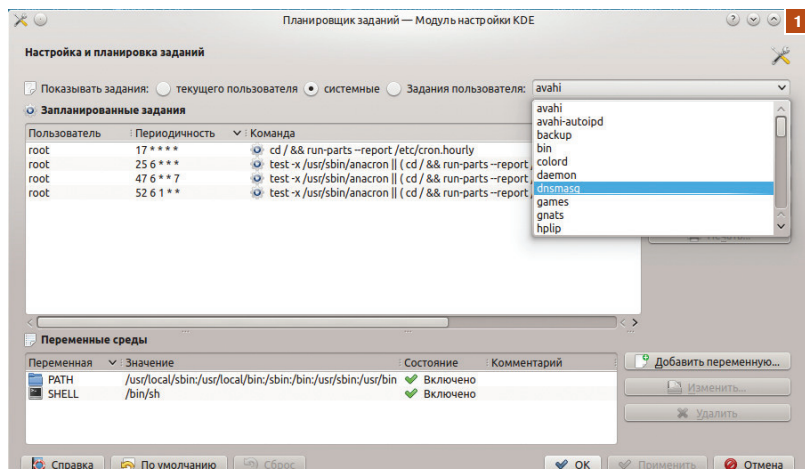 Планировщик заданий — Модуль настройки KDE
1
Настройка и планировка заданий
Показывать задания: текущего пользователя системные Задания пользователя: avahi
Запланированные задания
Пользователь Периодичность Команда
root 17 * * * * cd / && run-parts --report /etc/cron.hourly
root 25 6 * * * test -x /usr/sbin/anacron || ( cd / && run-parts --report
root 47 6 * * 7 test -x /usr/sbin/anacron || ( cd / && run-parts --report
root 52 6 1 * * test -x /usr/sbin/anacron || ( cd / && run-parts --report
avahi
avahi-autoipd
backup
bin
colord
daemon
dnsmasq
games
gnats
hplip
Переменные среды
Переменная Значение Состояние Комментарий
PATH /usr/local/sbin:/usr/local/bin:/sbin:/bin:/usr/sbin:/usr/bin Включено
SHELL /bin/sh Включено
Добавить переменную...
Изменить...
Удалить
Справка По умолчанию Сброс OK Применить Отмена